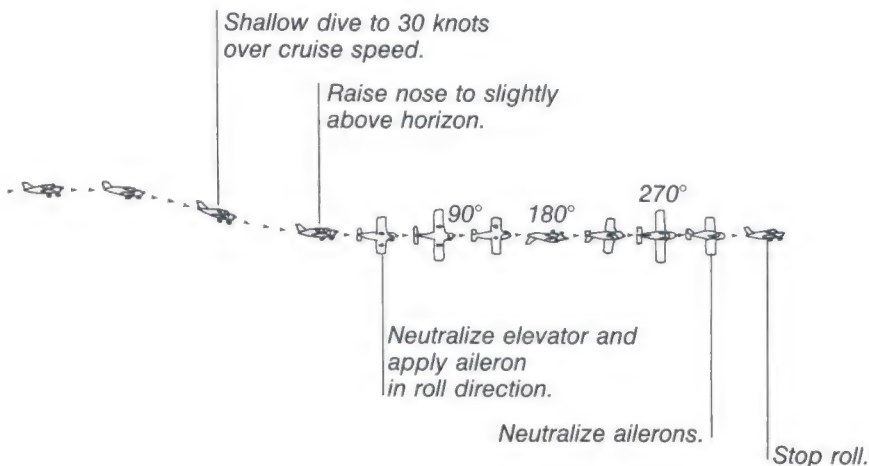 Shallow dive to 30 knots
over cruise speed.
Raise nose to slightly
above horizon.
90°
180°
270°
Neutralize elevator and
apply aileron
in roll direction.
Neutralize ailerons.
Stop roll.